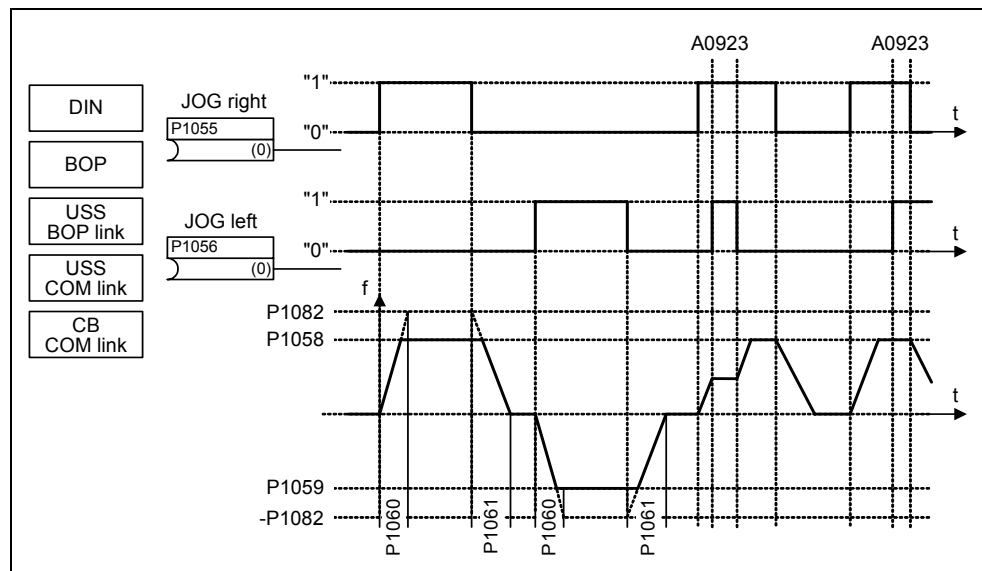 A0923
A0923
DIN
BOP
USS
BOP link
USS
COM link
CB
COM link
JOG right
P1055
(0)
"1"
"0"
t
JOG left
P1056
(0)
"1"
"0"
t
f
P1082
P1058
t
P1059
-P1082
P1060
P1061
P1060
P1061